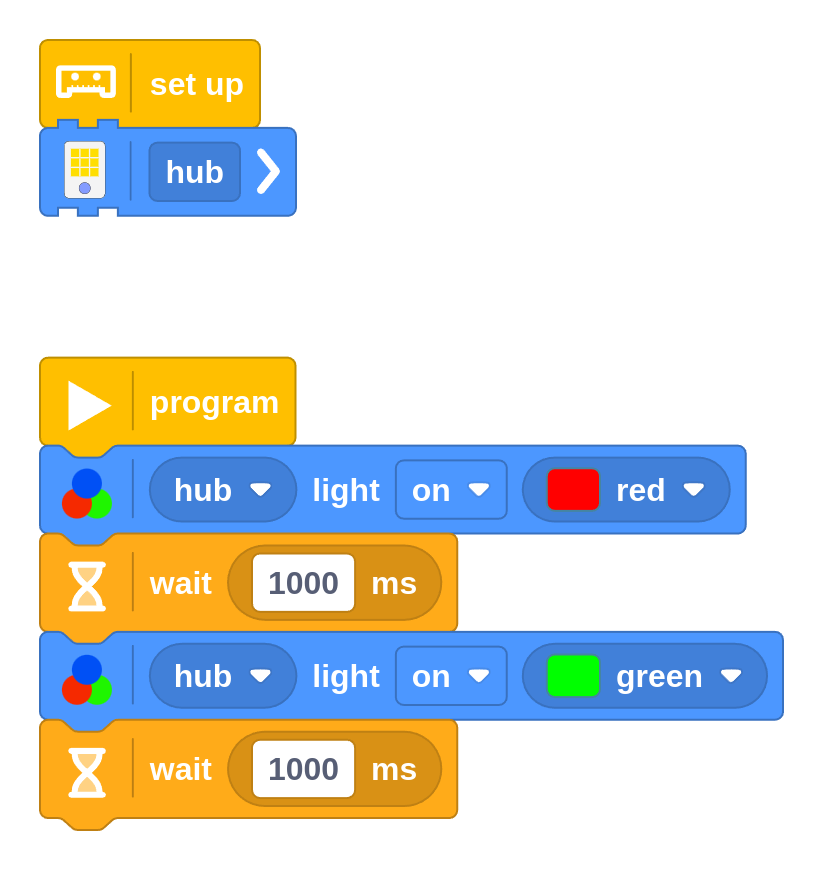 set up
hub
program
hub light on red
wait 1000 ms
hub light on green
wait 1000 ms